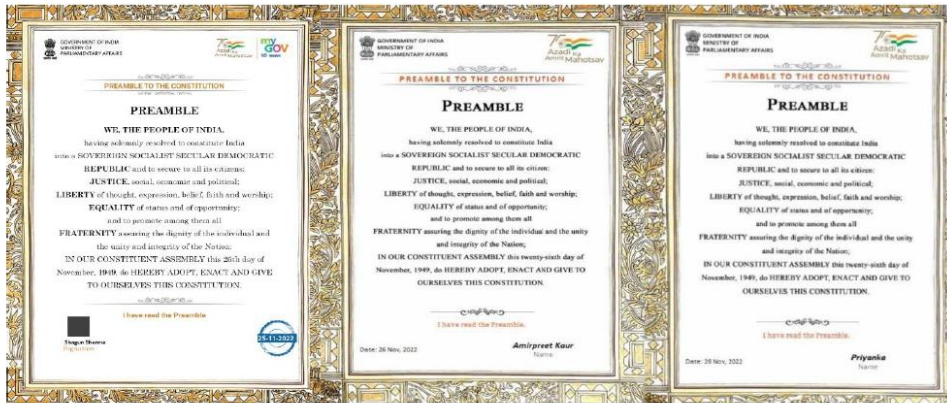 GOVERNMENT OF INDIA
MINISTRY OF
PARLIAMENTARY AFFAIRS
Azadi Ka
Amrit Mahotsav
my
GOV
PREAMBLE TO THE CONSTITUTION
PREAMBLE
WE, THE PEOPLE OF INDIA,
having solemnly resolved to constitute India
into a SOVEREIGN SOCIALIST SECULAR DEMOCRATIC
REPUBLIC and to secure to all its citizens:
JUSTICE, social, economic and political;
LIBERTY of thought, expression, belief, faith and worship;
EQUALITY of status and of opportunity;
and to promote among them all
FRATERNITY assuring the dignity of the individual and
the unity and integrity of the Nation;
IN OUR CONSTITUENT ASSEMBLY this 26th day of
November, 1949, do HEREBY ADOPT, ENACT AND GIVE
TO OURSELVES THIS CONSTITUTION.
I have read the Preamble
Shagun Sharma
25-11-2022
GOVERNMENT OF INDIA
MINISTRY OF
PARLIAMENTARY AFFAIRS
Azadi Ka
Amrit Mahotsav
PREAMBLE TO THE CONSTITUTION
PREAMBLE
WE, THE PEOPLE OF INDIA,
having solemnly resolved to constitute India
into a SOVEREIGN SOCIALIST SECULAR DEMOCRATIC
REPUBLIC and to secure to all its citizen:
JUSTICE, social, economic and political;
LIBERTY of thought, expression, belief, faith and worship;
EQUALITY of status and of opportunity;
and to promote among them all
FRATERNITY assuring the dignity of the individual and the unity
and integrity of the Nation;
IN OUR CONSTITUENT ASSEMBLY this twenty-sixth day of
November, 1949, do HEREBY ADOPT, ENACT AND GIVE TO
OURSELVES THIS CONSTITUTION.
I have read the Preamble.
Date: 26 Nov, 2022
Amirpreet Kaur
Name
GOVERNMENT OF INDIA
MINISTRY OF
PARLIAMENTARY AFFAIRS
Azadi Ka
Amrit Mahotsav
PREAMBLE TO THE CONSTITUTION
PREAMBLE
WE, THE PEOPLE OF INDIA,
having solemnly resolved to constitute India
into a SOVEREIGN SOCIALIST SECULAR DEMOCRATIC
REPUBLIC and to secure to all its citizen:
JUSTICE, social, economic and political;
LIBERTY of thought, expression, belief, faith and worship;
EQUALITY of status and of opportunity;
and to promote among them all
FRATERNITY assuring the dignity of the individual and the unity
and integrity of the Nation;
IN OUR CONSTITUENT ASSEMBLY this twenty-sixth day of
November, 1949, do HEREBY ADOPT, ENACT AND GIVE TO
OURSELVES THIS CONSTITUTION.
I have read the Preamble.
Date: 26 Nov, 2022
Priyanka
Name